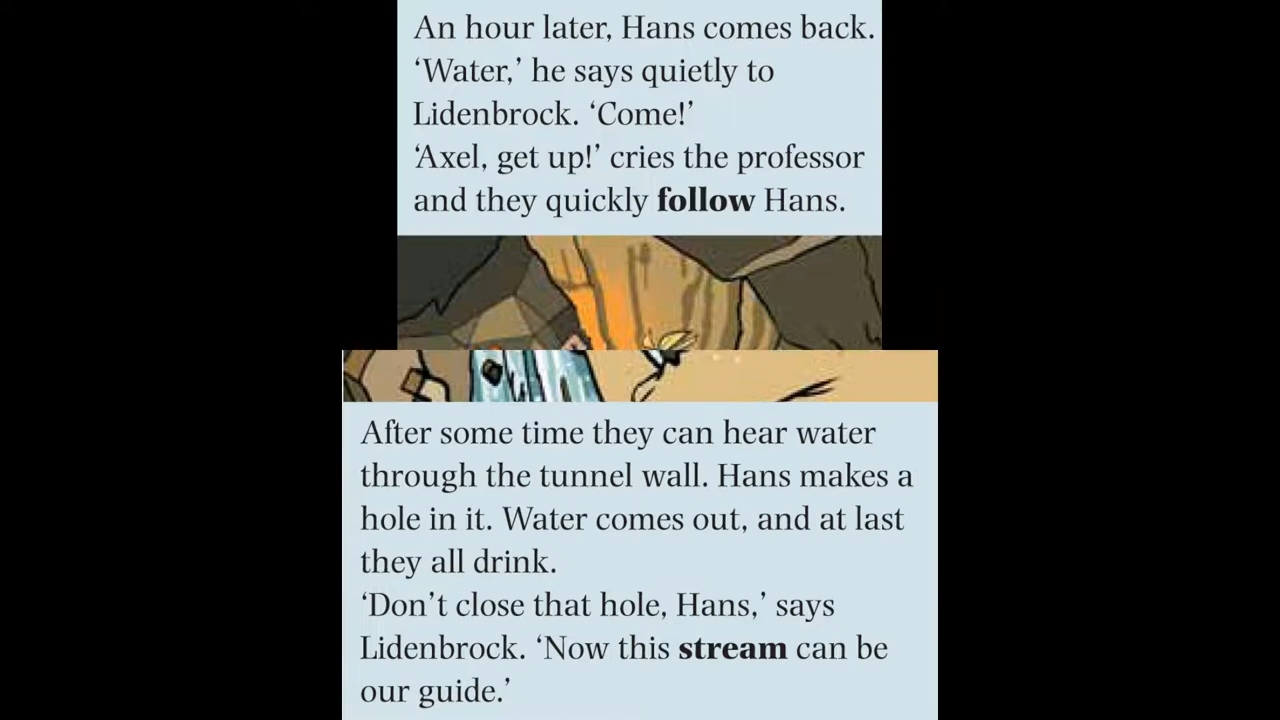 An hour later, Hans comes back.
‘Water,’ he says quietly to
Lidenbrock. ‘Come!’
‘Axel, get up!’ cries the professor
and they quickly follow Hans.
After some time they can hear water
through the tunnel wall. Hans makes a
hole in it. Water comes out, and at last
they all drink.
‘Don’t close that hole, Hans,’ says
Lidenbrock. ‘Now this stream can be
our guide.’